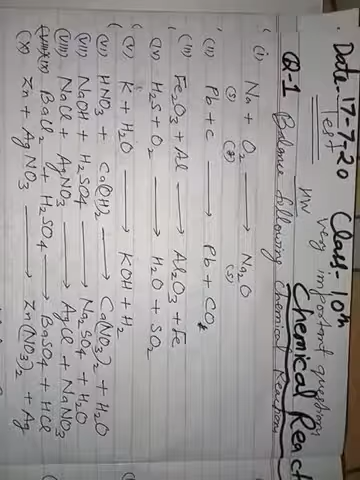 Date..17-7-20 Class. 10th
Test Chemical React
HW very important question
Q-1 Balance following Chemical Reactions
(i) Na + O₂ ⟶ Na₂O
(s) (g) (s)
(ii) Pb + C ⟶ Pb + CO₂
(iii) Fe₂O₃ + Al ⟶ Al₂O₃ + Fe
(iv) H₂S + O₂ ⟶ H₂O + SO₂
(v) K + H₂O ⟶ KOH + H₂
(vi) HNO₃ + Ca(OH)₂ ⟶ Ca(NO₃)₂ + H₂O
(vii) NaOH + H₂SO₄ ⟶ Na₂SO₄ + H₂O
(viii) NaCl + AgNO₃ ⟶ AgCl + NaNO₃
(ix) BaCl₂ + H₂SO₄ ⟶ BaSO₄ + HCl
(x) Zn + AgNO₃ ⟶ Zn(NO₃)₂ + Ag